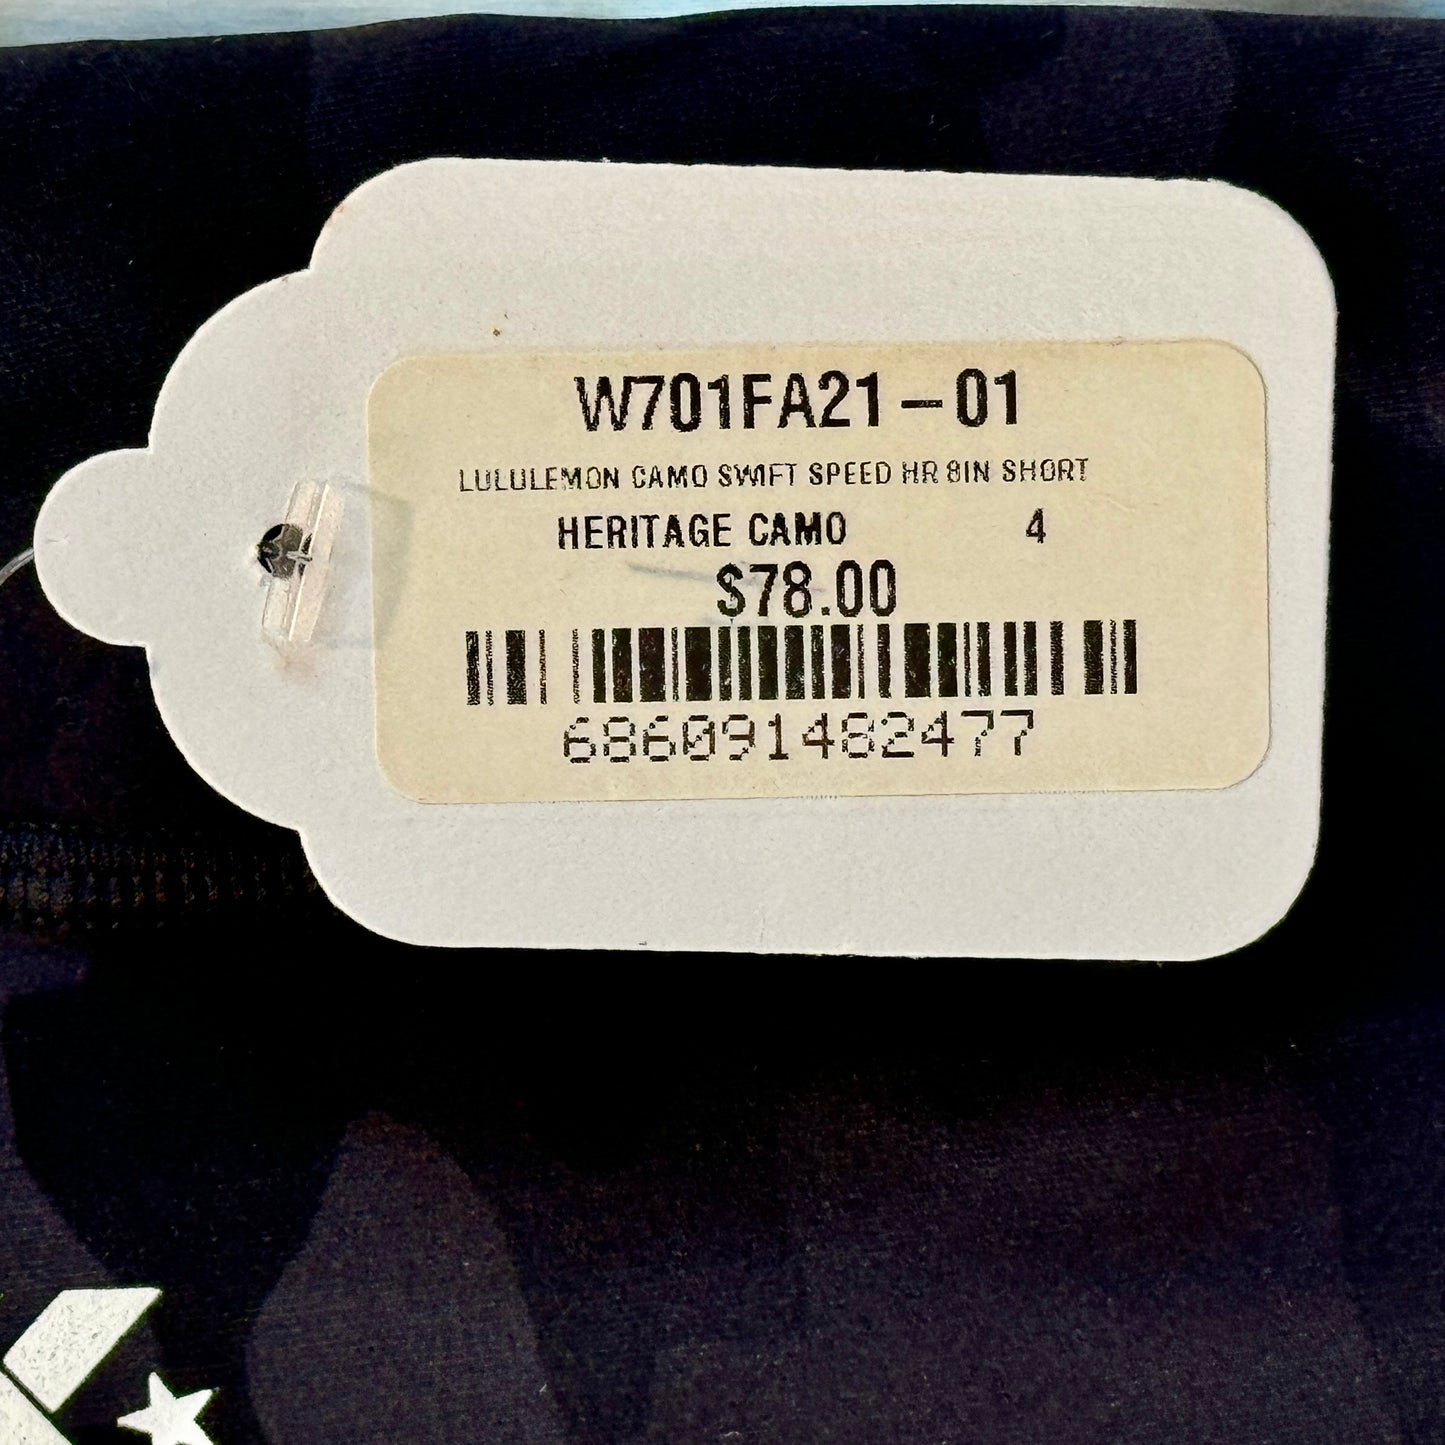 W701FA21-01
LULULEMON CAMO SWIFT SPEED HR 8IN SHORT
HERITAGE CAMO 4
$78.00
686091482477